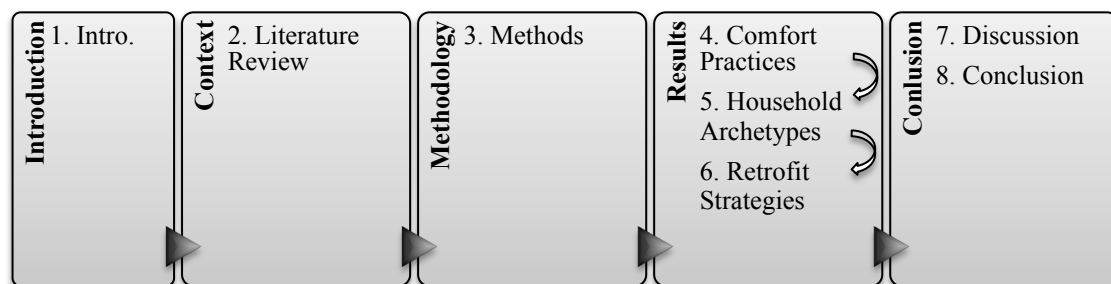 Introduction
1. Intro.
Context
2. Literature
Review
Methodology
3. Methods
Results
4. Comfort
Practices
5. Household
Archetypes
6. Retrofit
Strategies
Conlusion
7. Discussion
8. Conclusion